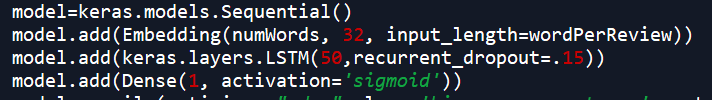 model=keras.models.Sequential()
model.add(Embedding(numWords, 32, input_length=wordPerReview))
model.add(keras.layers.LSTM(50,recurrent_dropout=.15))
model.add(Dense(1, activation='sigmoid'))